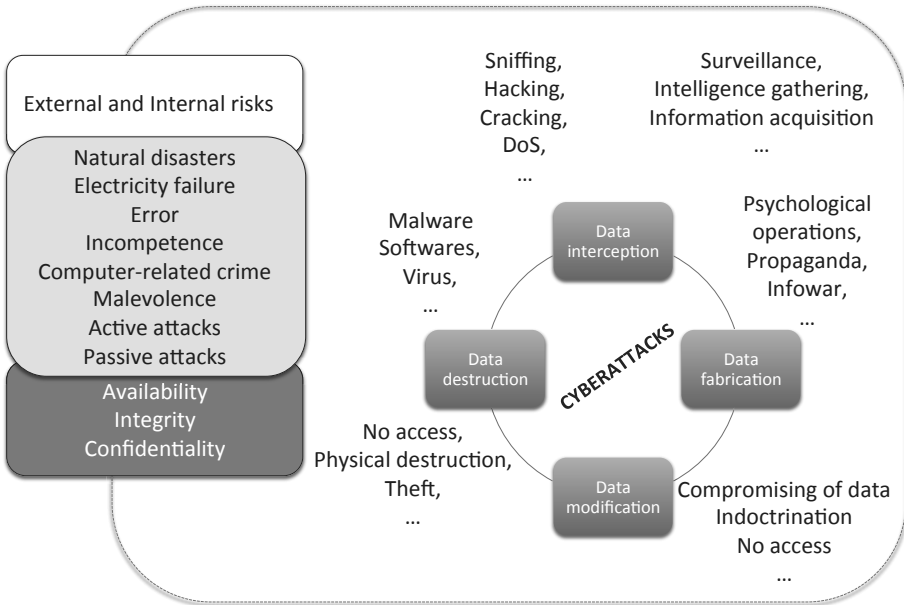 External and Internal risks
Natural disasters
Electricity failure
Error
Incompetence
Computer-related crime
Malevolence
Active attacks
Passive attacks
Availability
Integrity
Confidentiality
Sniffing,
Hacking,
Cracking,
DoS,
...
Surveillance,
Intelligence gathering,
Information acquisition
...
Malware
Softwares,
Virus,
...
Data
interception
Psychological
operations,
Propaganda,
Infowar,
...
Data
destruction
CYBERATTACKS
Data
fabrication
No access,
Physical destruction,
Theft,
...
Data
modification
Compromising of data
Indoctrination
No access
...